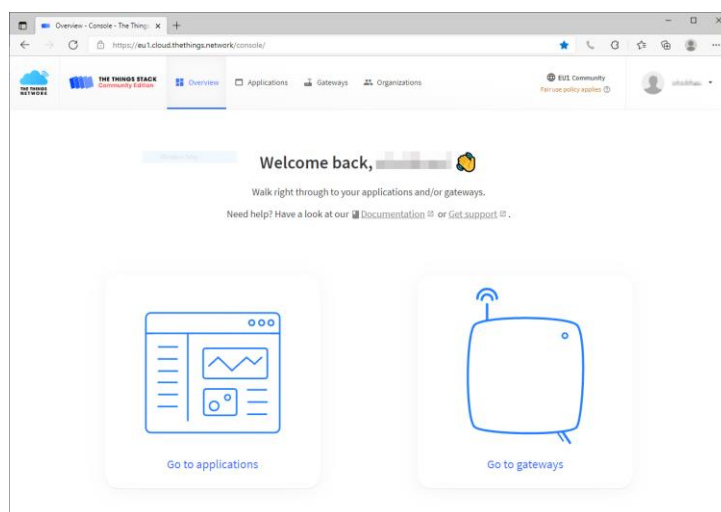 Overview - Console - The Thing
https://eu1.cloud.thethings.network/console/
THE THINGS
NETWORK
THE THINGS STACK
Community Edition
Overview
Applications
Gateways
Organizations
EU1 Community
Fair use policy applies
Welcome back,
Walk right through to your applications and/or gateways.
Need help? Have a look at our Documentation or Get support .
Go to applications
Go to gateways